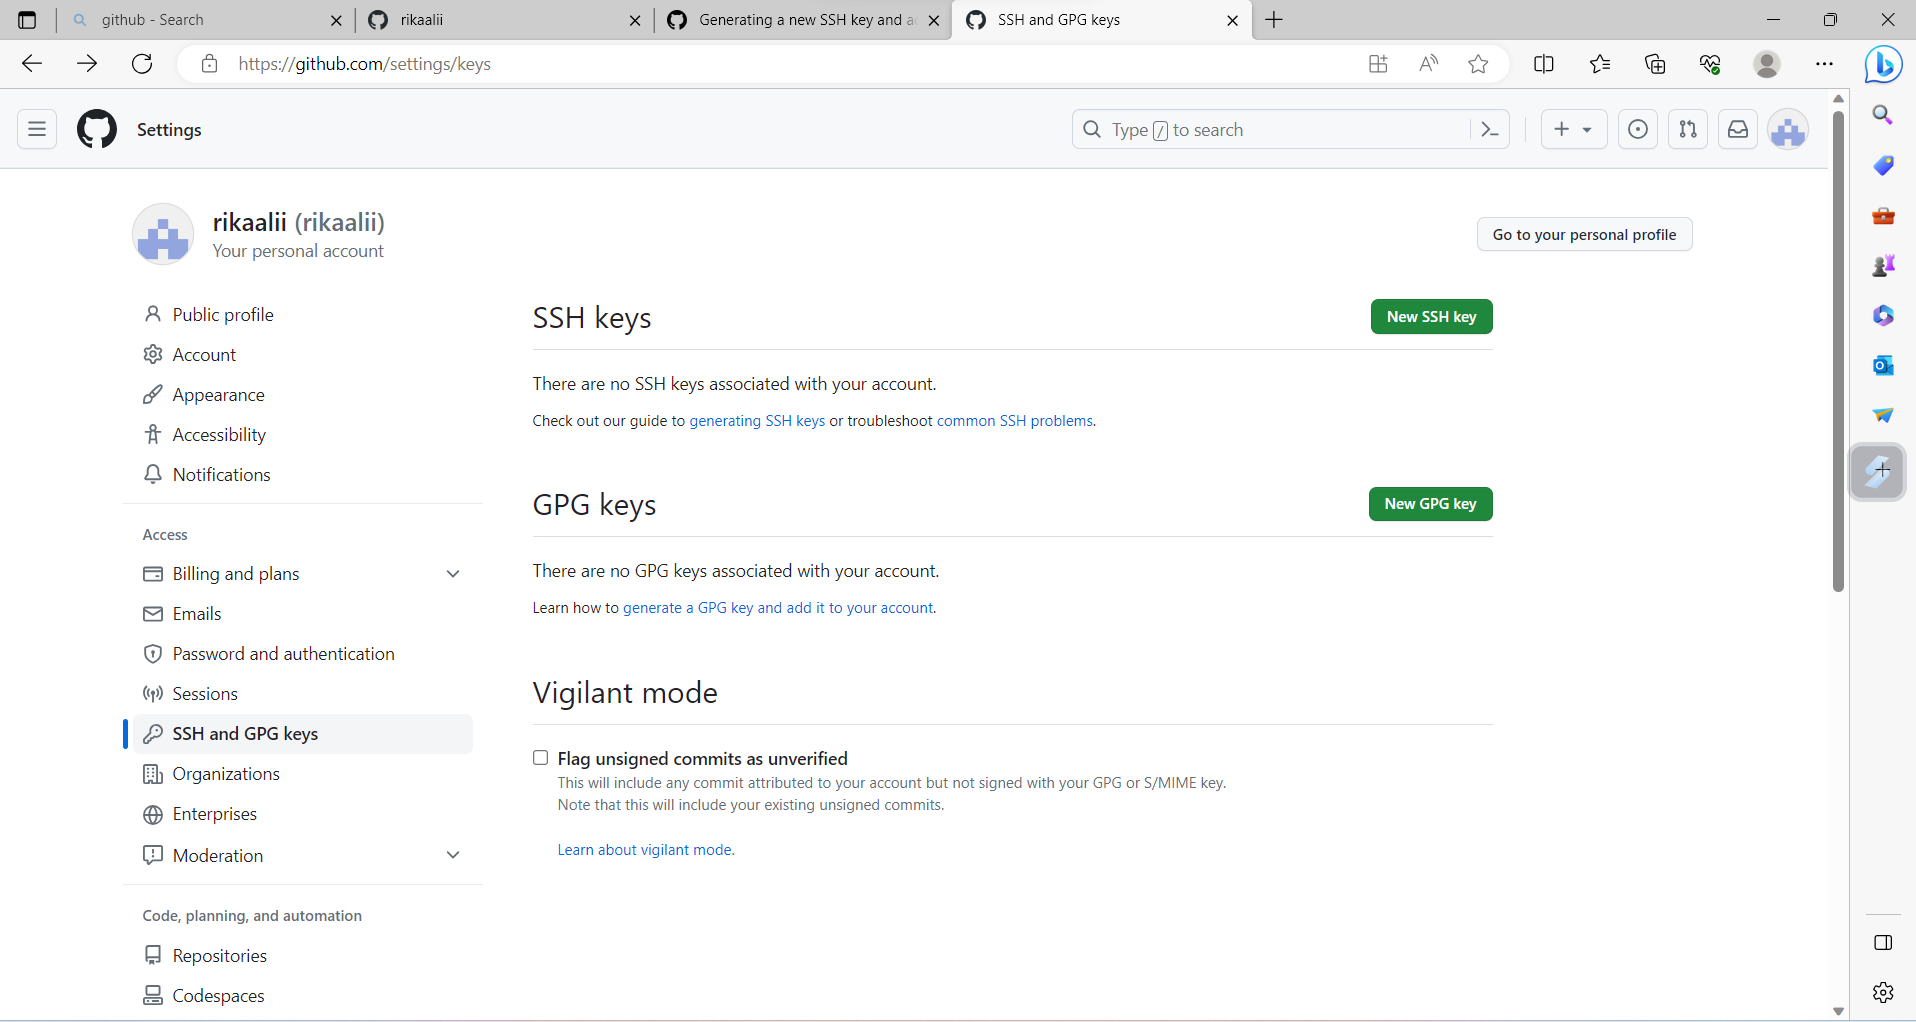 github - Search
rikaalii
Generating a new SSH key and a
SSH and GPG keys
https://github.com/settings/keys
Settings
Type / to search
rikaalii (rikaalii)
Your personal account
Go to your personal profile
Public profile
Account
Appearance
Accessibility
Notifications
Access
Billing and plans
Emails
Password and authentication
Sessions
SSH and GPG keys
Organizations
Enterprises
Moderation
Code, planning, and automation
Repositories
Codespaces
SSH keys
New SSH key
There are no SSH keys associated with your account.
Check out our guide to generating SSH keys or troubleshoot common SSH problems.
GPG keys
New GPG key
There are no GPG keys associated with your account.
Learn how to generate a GPG key and add it to your account.
Vigilant mode
Flag unsigned commits as unverified
This will include any commit attributed to your account but not signed with your GPG or S/MIME key.
Note that this will include your existing unsigned commits.
Learn about vigilant mode.